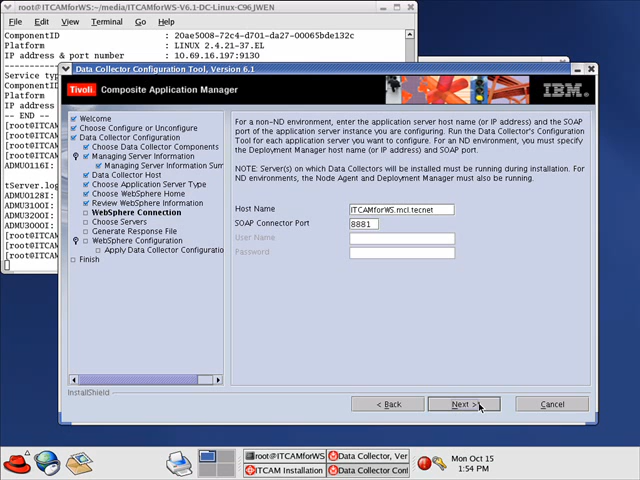 root@ITCAMforWS:~/media/ITCAMforWS-V6.1-DC-Linux-C96JWEN
File Edit View Terminal Go Help
ComponentID : 20ae5008-72c4-d701-da27-00065bde132c
Platform : LINUX 2.4.21-37.EL
IP address & port number : 10.69.16.197:9130
Service typ
ComponentID
Platform
IP address
-- END --
[root@ITCAM
[root@ITCAM
[root@ITCAM
[root@ITCAM
ADMU0116I:
tServer.log
ADMU0128I:
ADMU3100I:
ADMU3200I:
ADMU3000I:
[root@ITCAM
[root@ITCAM
Data Collector Configuration Tool, Version 6.1
Tivoli Composite Application Manager IBM
Welcome
Choose Configure or Unconfigure
Data Collector Configuration
Choose Data Collector Components
Managing Server Information
Managing Server Information Sum
Data Collector Host
Choose Application Server Type
Choose WebSphere Home
Review WebSphere Information
WebSphere Connection
Choose Servers
Generate Response File
WebSphere Configuration
Apply Data Collector Configuratio
Finish
For a non-ND environment, enter the application server host name (or IP address) and the SOAP
port of the application server instance you are configuring. Run the Data Collector's Configuration
Tool for each application server you want to configure. For an ND environment, you must specify
the Deployment Manager host name (or IP address) and SOAP port.
NOTE: Server(s) on which Data Collectors will be installed must be running during installation. For
ND environments, the Node Agent and Deployment Manager must also be running.
Host Name ITCAMforWS.mcl.tecnet
SOAP Connector Port 8881
User Name
Password
InstallShield
< Back Next > Cancel
root@ITCAMforWS Data Collector, Ver
ITCAM Installation Data Collector Conf
Mon Oct 15
1:54 PM